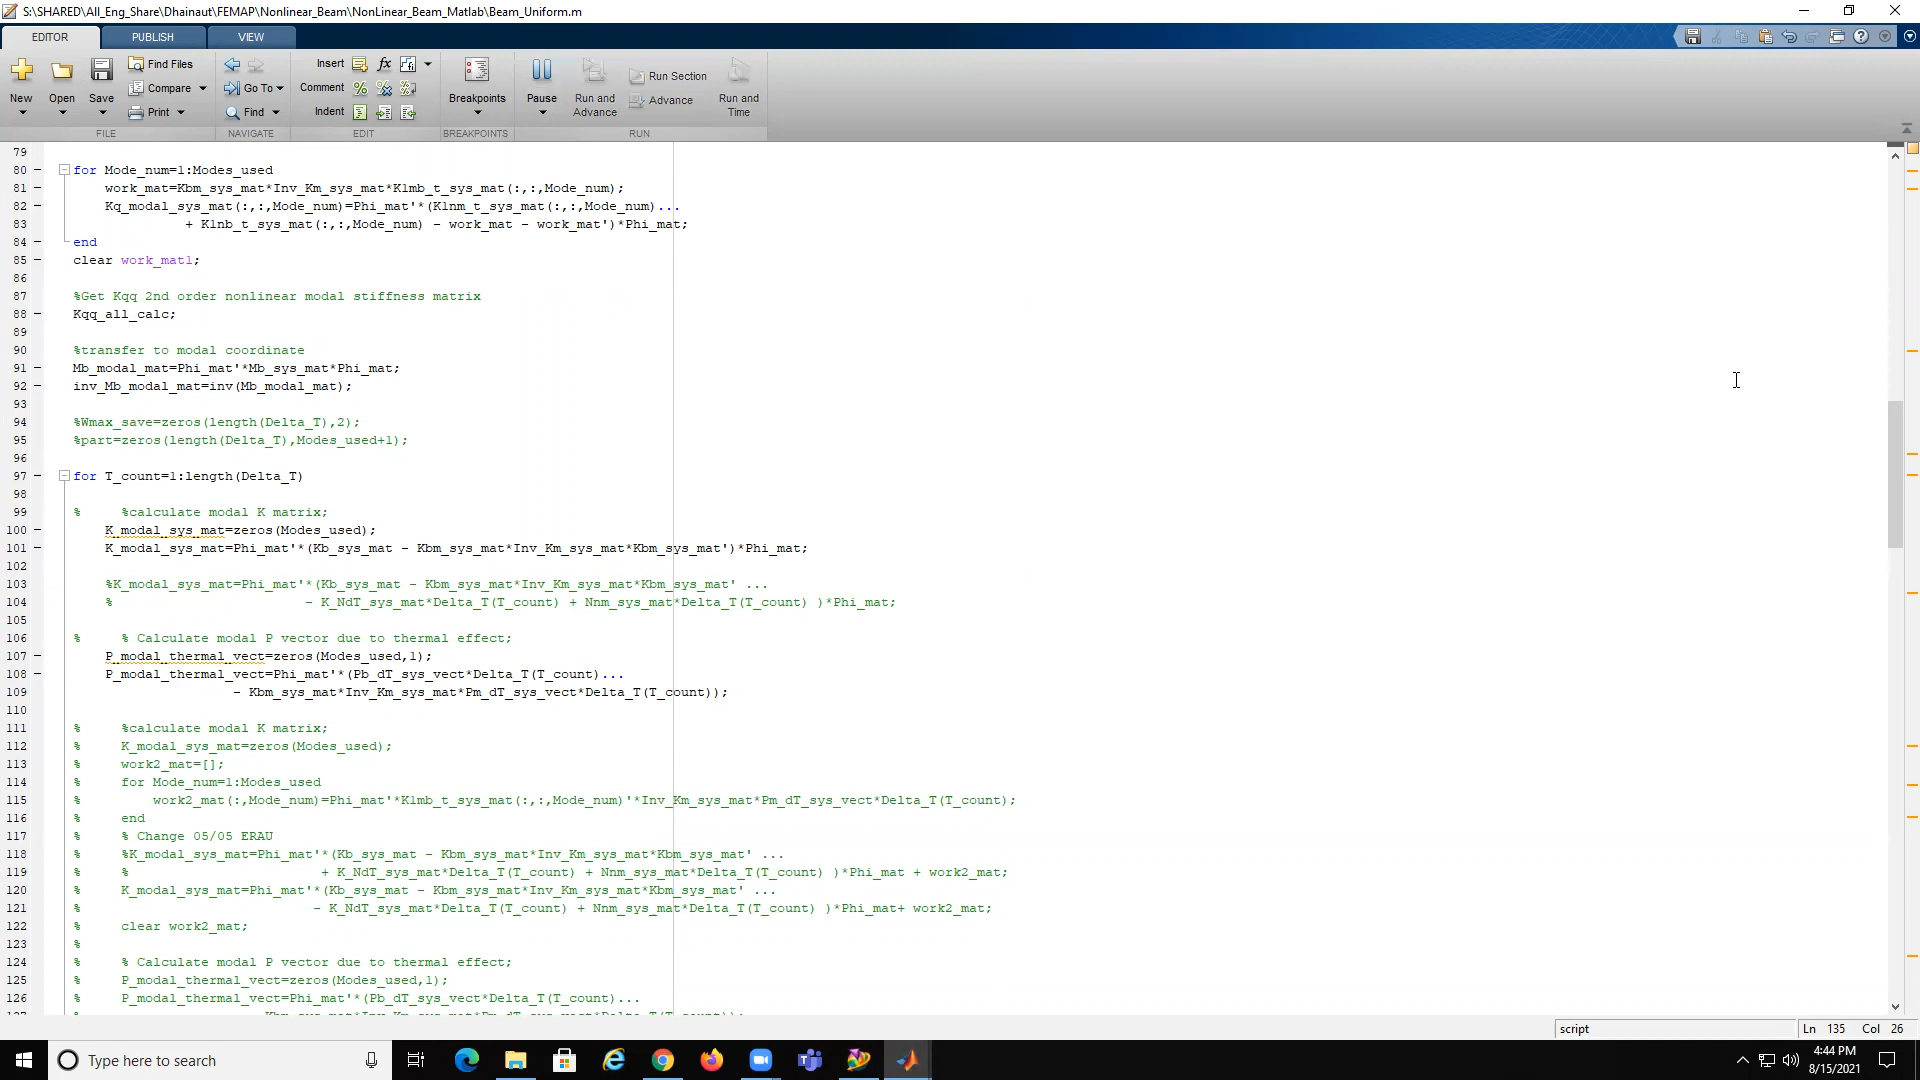 S:\SHARED\All_Eng_Share\Dhainaut\FEMAP\Nonlinear_Beam\NonLinear_Beam_Matlab\Beam_Uniform.m
EDITOR PUBLISH VIEW
New Open Save Find Files Compare Print
Go To Find
Insert fx
Comment
Indent
Breakpoints Pause Run and Advance Run Section Advance Run and Time
FILE NAVIGATE EDIT BREAKPOINTS RUN
79
80 for Mode_num=1:Modes_used
81 work_mat=Kbm_sys_mat*Inv_Km_sys_mat*K1mb_t_sys_mat(:,:,Mode_num);
82 Kq_modal_sys_mat(:,:,Mode_num)=Phi_mat'*(K1nm_t_sys_mat(:,:,Mode_num)...
83 + K1nb_t_sys_mat(:,:,Mode_num) - work_mat - work_mat')*Phi_mat;
84 end
85 clear work_mat1;
86
87 %Get Kqq 2nd order nonlinear modal stiffness matrix
88 Kqq_all_calc;
89
90 %transfer to modal coordinate
91 Mb_modal_mat=Phi_mat'*Mb_sys_mat*Phi_mat;
92 inv_Mb_modal_mat=inv(Mb_modal_mat);
93
94 %Wmax_save=zeros(length(Delta_T),2);
95 %part=zeros(length(Delta_T),Modes_used+1);
96
97 for T_count=1:length(Delta_T)
98
99 % %calculate modal K matrix;
100 K_modal_sys_mat=zeros(Modes_used);
101 K_modal_sys_mat=Phi_mat'*(Kb_sys_mat - Kbm_sys_mat*Inv_Km_sys_mat*Kbm_sys_mat')*Phi_mat;
102
103 %K_modal_sys_mat=Phi_mat'*(Kb_sys_mat - Kbm_sys_mat*Inv_Km_sys_mat*Kbm_sys_mat' ...
104 % - K_NdT_sys_mat*Delta_T(T_count) + Nnm_sys_mat*Delta_T(T_count) )*Phi_mat;
105
106 % % Calculate modal P vector due to thermal effect;
107 P_modal_thermal_vect=zeros(Modes_used,1);
108 P_modal_thermal_vect=Phi_mat'*(Pb_dT_sys_vect*Delta_T(T_count)...
109 - Kbm_sys_mat*Inv_Km_sys_mat*Pm_dT_sys_vect*Delta_T(T_count));
110
111 % %calculate modal K matrix;
112 % K_modal_sys_mat=zeros(Modes_used);
113 % work2_mat=[];
114 % for Mode_num=1:Modes_used
115 % work2_mat(:,Mode_num)=Phi_mat'*K1mb_t_sys_mat(:,:,Mode_num)'*Inv_Km_sys_mat*Pm_dT_sys_vect*Delta_T(T_count);
116 % end
117 % % Change 05/05 ERAU
118 % %K_modal_sys_mat=Phi_mat'*(Kb_sys_mat - Kbm_sys_mat*Inv_Km_sys_mat*Kbm_sys_mat' ...
119 % % + K_NdT_sys_mat*Delta_T(T_count) + Nnm_sys_mat*Delta_T(T_count) )*Phi_mat + work2_mat;
120 % K_modal_sys_mat=Phi_mat'*(Kb_sys_mat - Kbm_sys_mat*Inv_Km_sys_mat*Kbm_sys_mat' ...
121 % - K_NdT_sys_mat*Delta_T(T_count) + Nnm_sys_mat*Delta_T(T_count) )*Phi_mat+ work2_mat;
122 % clear work2_mat;
123 %
124 % % Calculate modal P vector due to thermal effect;
125 % P_modal_thermal_vect=zeros(Modes_used,1);
126 % P_modal_thermal_vect=Phi_mat'*(Pb_dT_sys_vect*Delta_T(T_count)...
script Ln 135 Col 26
Type here to search
4:44 PM
8/15/2021